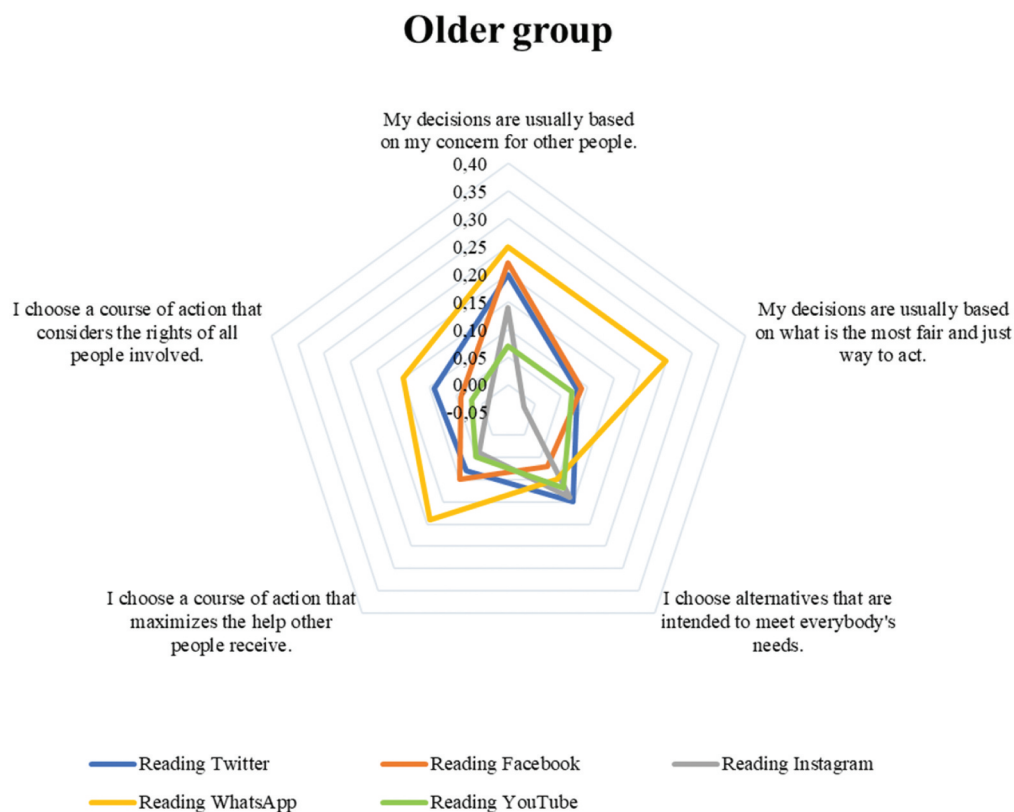 Older group
My decisions are usually based
on my concern for other people.
0,40
0,35
0,30
0,25
0,20
0,15
0,10
0,05
0,00
-0,05
My decisions are usually based
on what is the most fair and just
way to act.
I choose alternatives that are
intended to meet everybody's
needs.
I choose a course of action that
maximizes the help other
people receive.
I choose a course of action that
considers the rights of all
people involved.
Reading Twitter
Reading Facebook
Reading Instagram
Reading WhatsApp
Reading YouTube